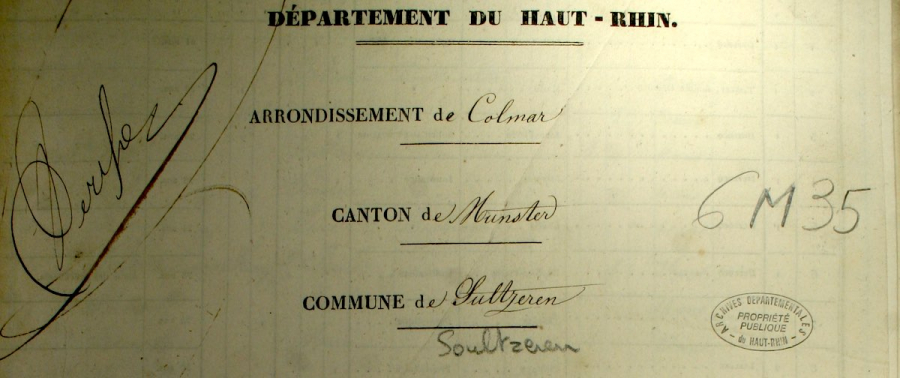 DÉPARTEMENT DU HAUT-RHIN.
ARRONDISSEMENT de Colmar
CANTON de Munster
6 M 35
COMMUNE de Sultzeren
Soultzeren
ARCHIVES DÉPARTEMENTALES
PROPRIÉTÉ
PUBLIQUE
du HAUT-RHIN